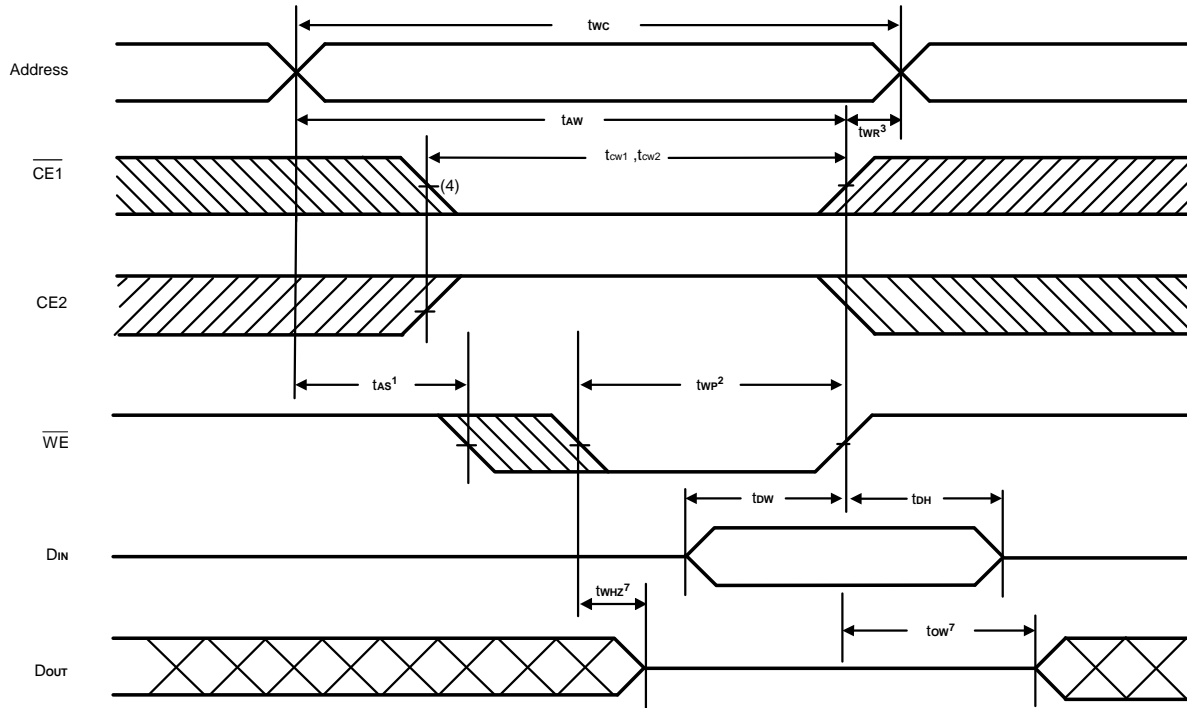 tWC
Address
tAW
tWR³
CE1
tcw1 ,tcw2
(4)
CE2
tAS¹
tWP²
WE
tDW
tDH
DIN
tWHZ⁷
tOW⁷
DOUT